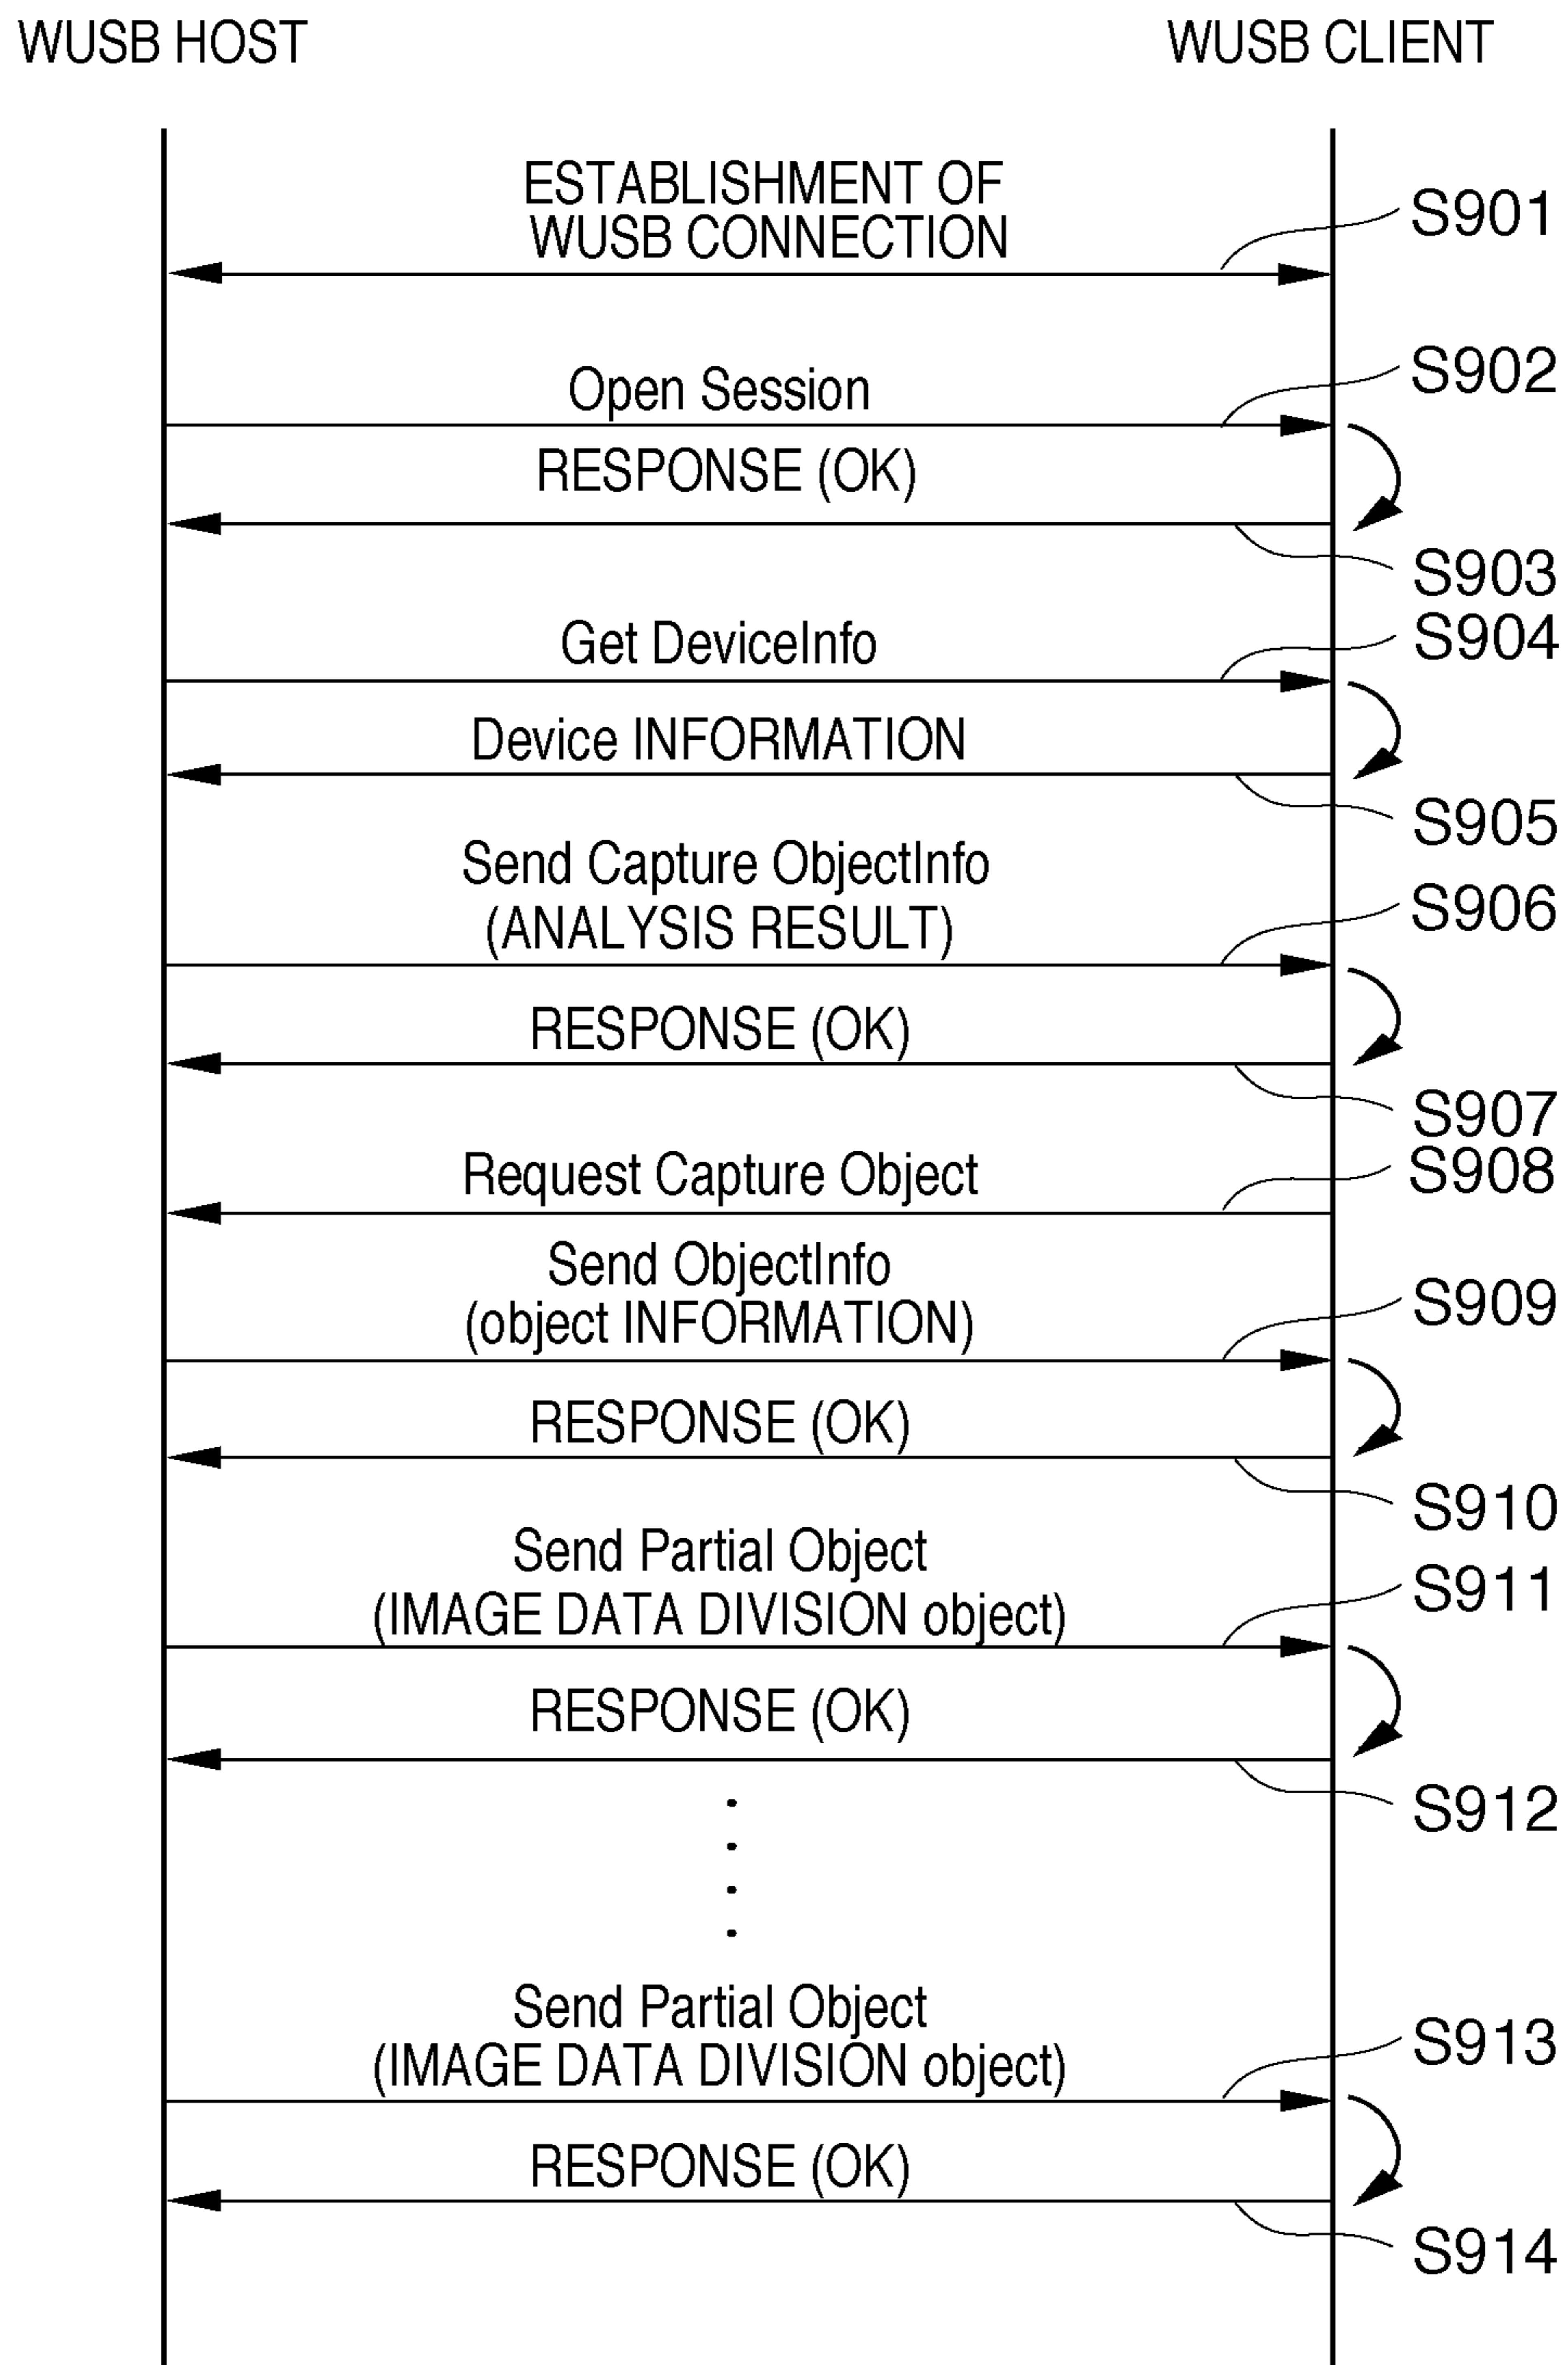 WUSB HOST
WUSB CLIENT
ESTABLISHMENT OF
WUSB CONNECTION
S901
Open Session
S902
RESPONSE (OK)
S903
Get DeviceInfo
S904
Device INFORMATION
S905
Send Capture ObjectInfo
(ANALYSIS RESULT)
S906
RESPONSE (OK)
S907
Request Capture Object
S908
Send ObjectInfo
(object INFORMATION)
S909
RESPONSE (OK)
S910
Send Partial Object
(IMAGE DATA DIVISION object)
S911
RESPONSE (OK)
S912
Send Partial Object
(IMAGE DATA DIVISION object)
S913
RESPONSE (OK)
S914